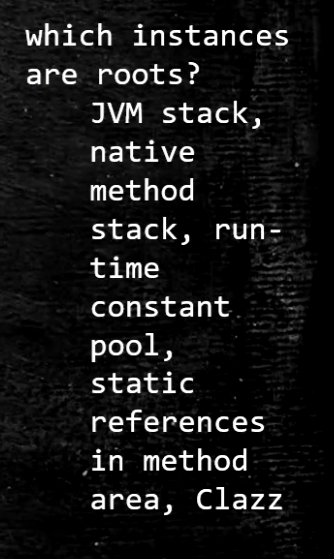 which instances
are roots?
JVM stack,
native
method
stack, run-
time
constant
pool,
static
references
in method
area, Clazz